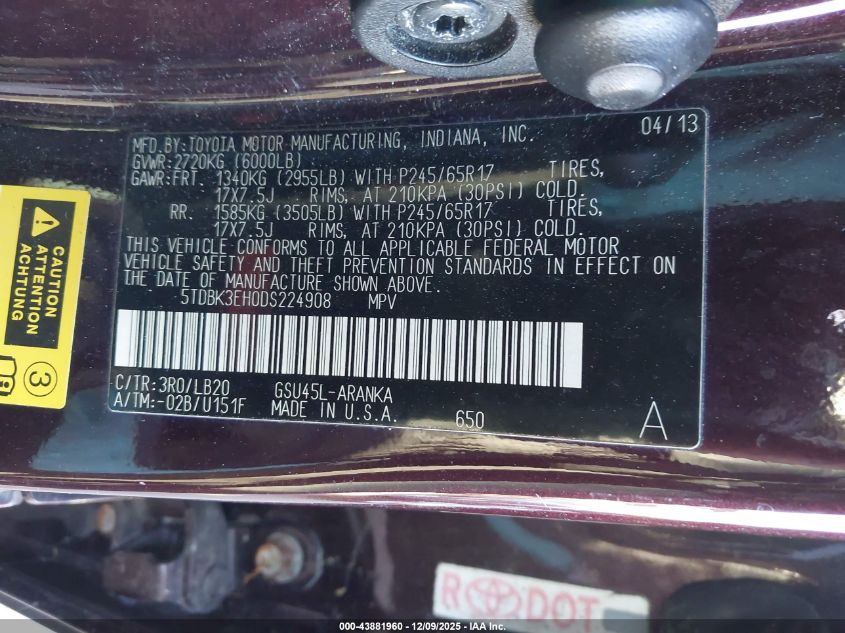 MFD.BY:TOYOTA MOTOR MANUFACTURING, INDIANA, INC. 04/13
GVWR:2720KG (6000LB)
GAWR:FRT. 1340KG (2955LB) WITH P245/65R17 TIRES,
17X7.5J RIMS, AT 210KPA (30PSI) COLD.
RR. 1585KG (3505LB) WITH P245/65R17 TIRES,
17X7.5J RIMS, AT 210KPA (30PSI) COLD.
THIS VEHICLE CONFORMS TO ALL APPLICABLE FEDERAL MOTOR
VEHICLE SAFETY AND THEFT PREVENTION STANDARDS IN EFFECT ON
THE DATE OF MANUFACTURE SHOWN ABOVE.
5TDBK3EH0DS224908 MPV
C/TR:3R0/LB20 GSU45L-ARANKA
A/TM:-02B/U151F MADE IN U.S.A. 650 A
CAUTION
ATTENTION
ACHTUNG
3
R DOT
000-43881960 - 12/09/2025 - IAA Inc.